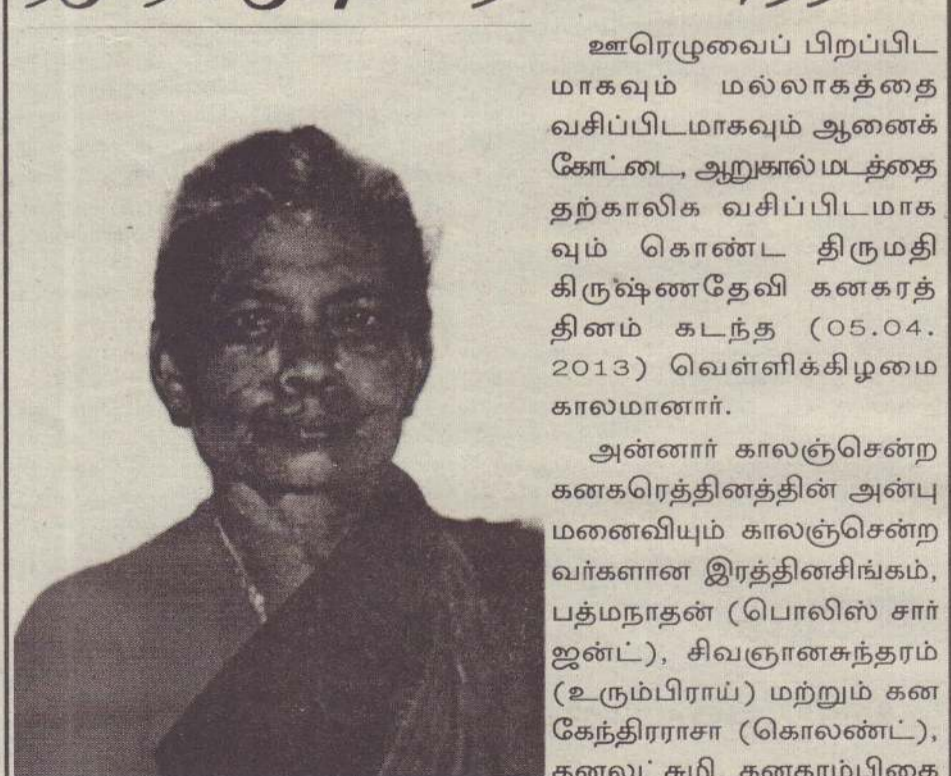 ஊரெழுவைப் பிறப்பிட
மாகவும் மல்லாகத்தை
வசிப்பிடமாகவும் ஆனைக்
கோட்டை, ஆறுகால் மடத்தை
தற்காலிக வசிப்பிடமாக
வும் கொண்ட திருமதி
கிருஷ்ணதேவி கனகரத்
தினம் கடந்த (05.04.
2013) வெள்ளிக்கிழமை
காலமானார்.
அன்னார் காலஞ்சென்ற
கனகரெத்தினத்தின் அன்பு
மனைவியும் காலஞ்சென்ற
வர்களான இரத்தினசிங்கம்,
பத்மநாதன் (பொலிஸ் சார்
ஜன்ட்), சிவஞானசுந்தரம்
(உரும்பிராய்) மற்றும் கன
கேந்திரராசா (கொலண்ட்),
கனகாம்பிகை